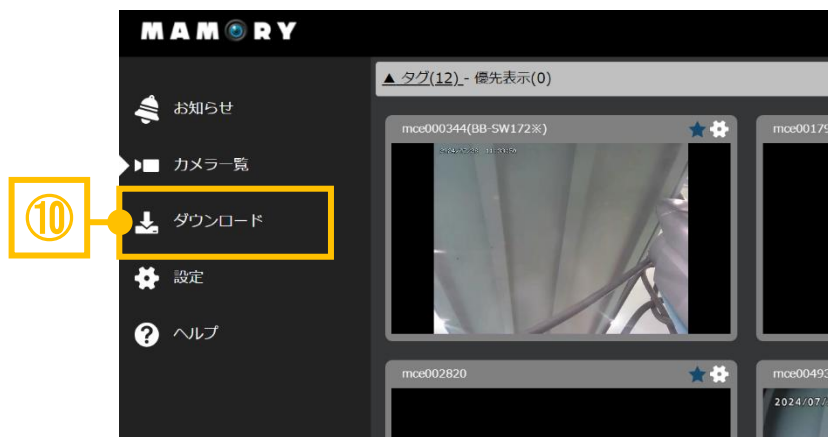 MAMORY
▲ タグ(12) - 優先表示(0)
お知らせ
カメラ一覧
⑩
ダウンロード
設定
? ヘルプ
mce000344(BB-SW172※)
mce00179
mce002820
mce00493
2024/07/